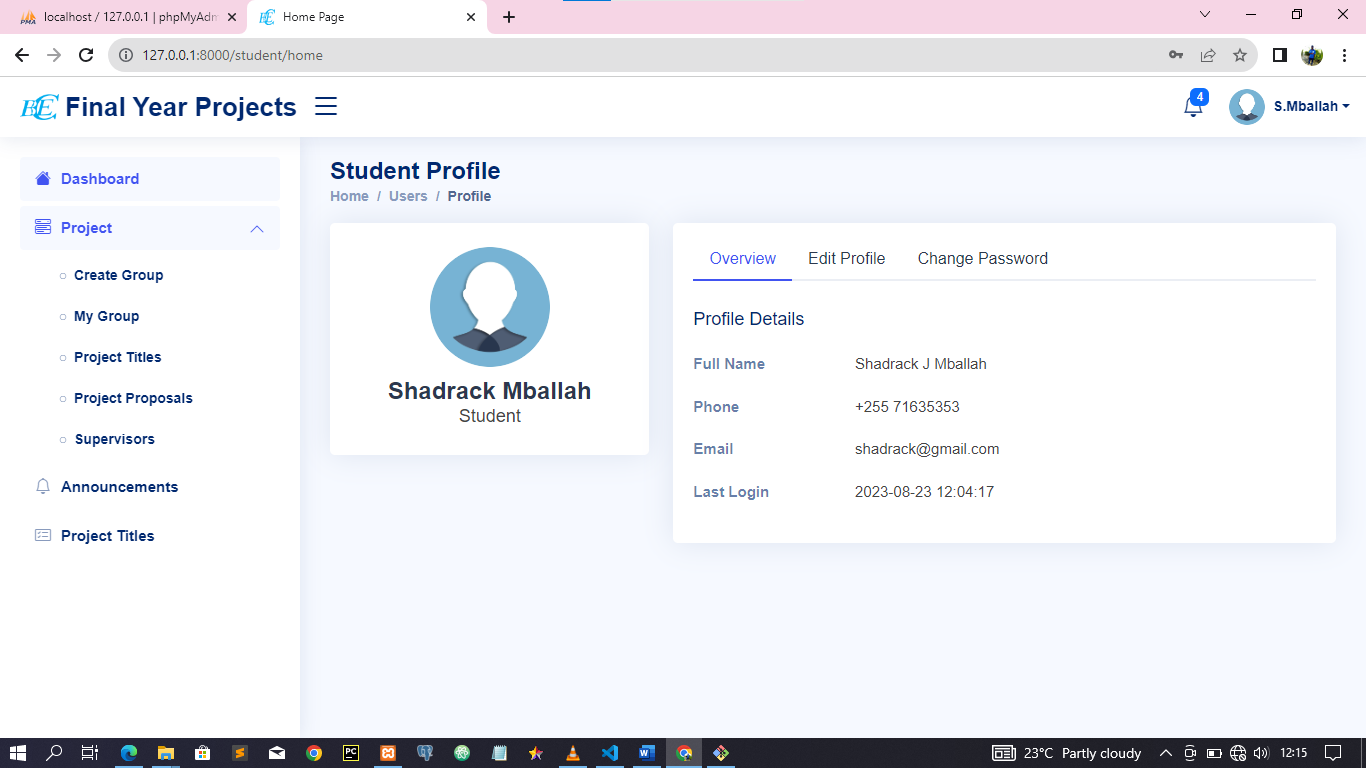 localhost / 127.0.0.1 | phpMyAdm
Home Page
127.0.0.1:8000/student/home
Final Year Projects
4
S.Mballah
Dashboard
Project
Create Group
My Group
Project Titles
Project Proposals
Supervisors
Announcements
Project Titles
Student Profile
Home / Users / Profile
Shadrack Mballah
Student
Overview Edit Profile Change Password
Profile Details
Full Name Shadrack J Mballah
Phone +255 71635353
Email shadrack@gmail.com
Last Login 2023-08-23 12:04:17
23°C Partly cloudy
12:15